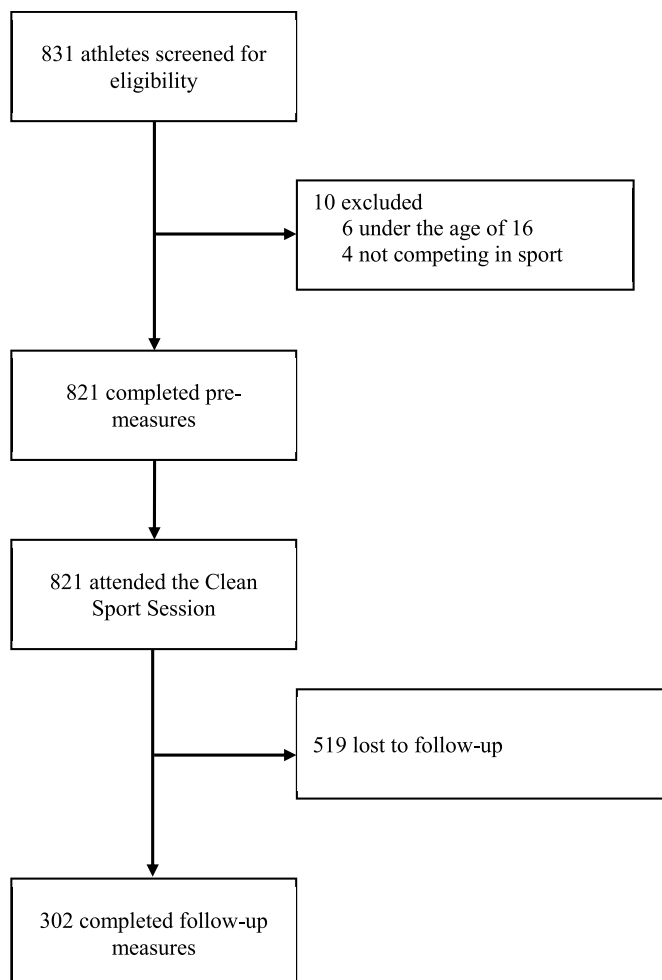 831 athletes screened for
eligibility
10 excluded
6 under the age of 16
4 not competing in sport
821 completed pre-
measures
821 attended the Clean
Sport Session
519 lost to follow-up
302 completed follow-up
measures